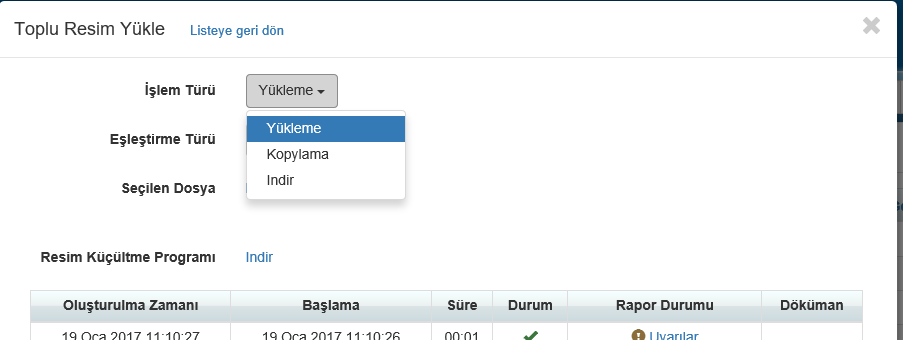 Toplu Resim Yükle Listeye geri dön ×
İşlem Türü Yükleme
Yükleme
Eşleştirme Türü
Kopylama
Indir
Seçilen Dosya
Resim Küçültme Programı Indir
Oluşturulma Zamanı Başlama Süre Durum Rapor Durumu Döküman
19 Oca 2017 11:10:27 19 Oca 2017 11:10:26 00:01 Uyarılar